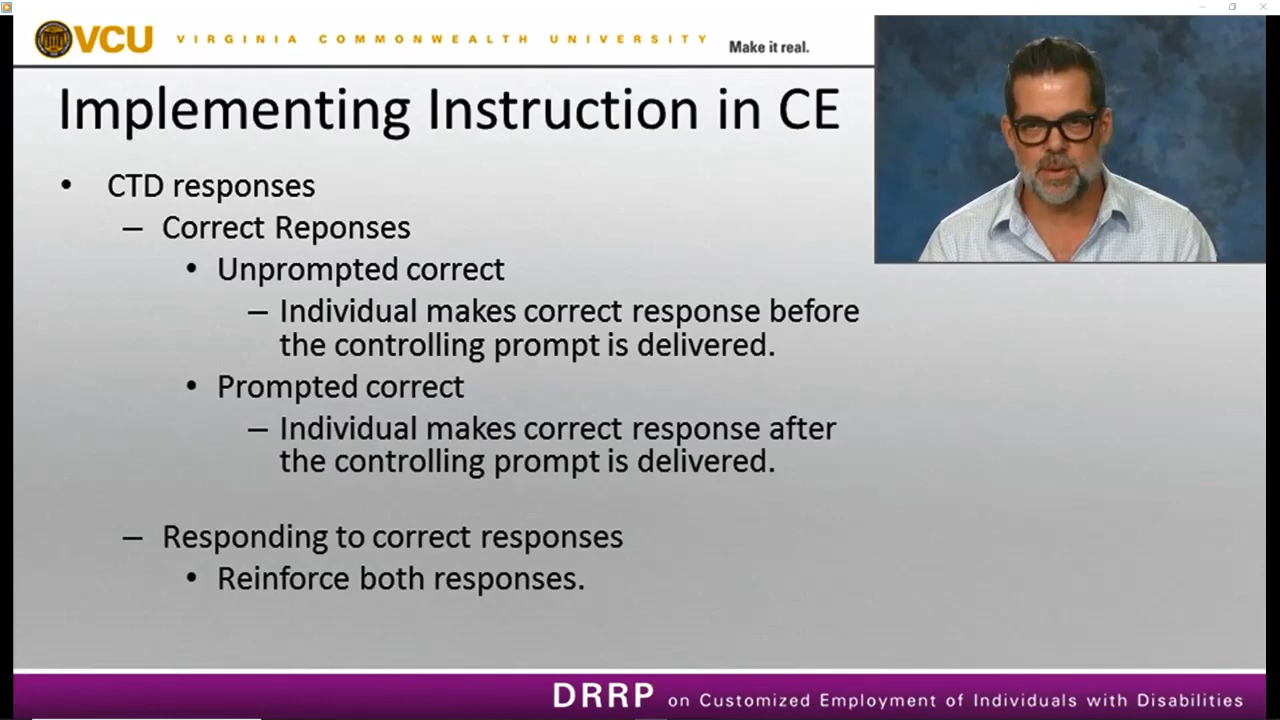 VCU VIRGINIA COMMONWEALTH UNIVERSITY Make it real.
Implementing Instruction in CE
• CTD responses
– Correct Reponses
• Unprompted correct
– Individual makes correct response before
the controlling prompt is delivered.
• Prompted correct
– Individual makes correct response after
the controlling prompt is delivered.
– Responding to correct responses
• Reinforce both responses.
DRRP on Customized Employment of Individuals with Disabilities